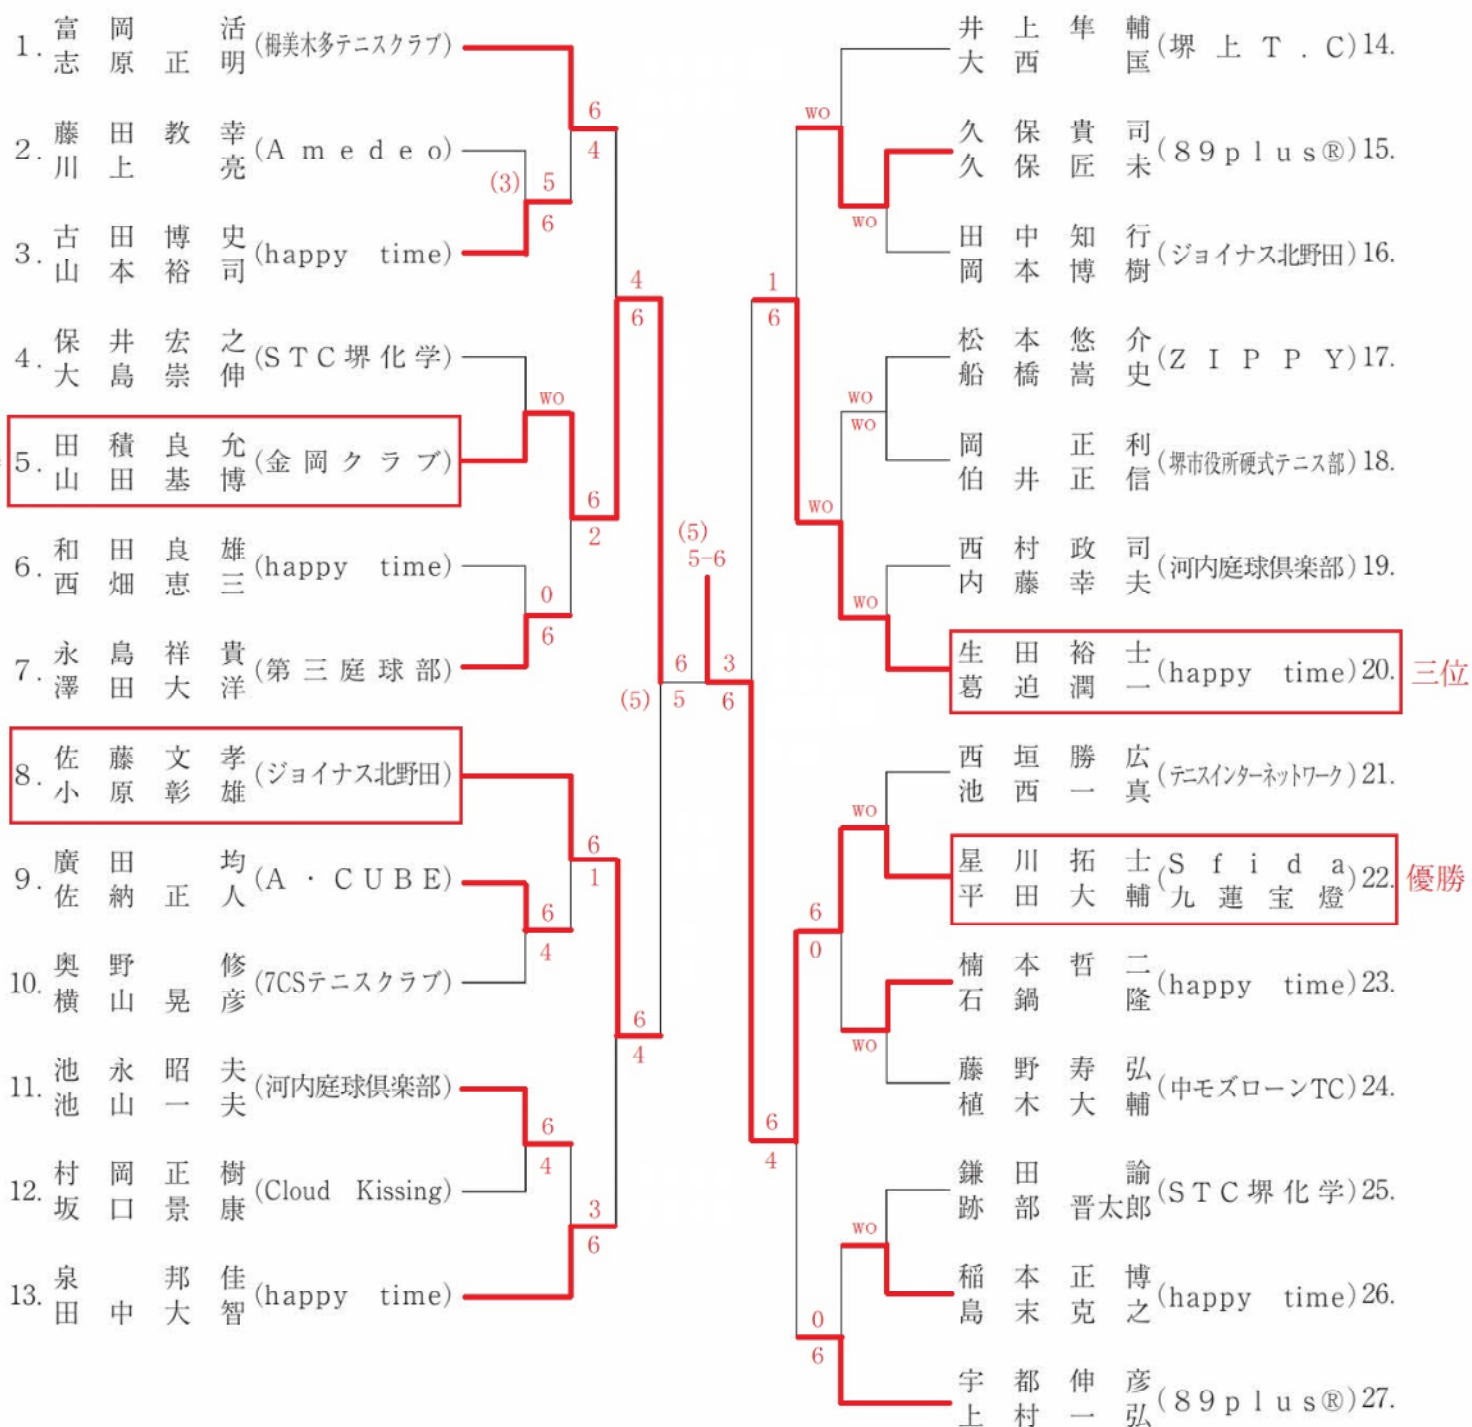 1. 富岡 活 (栂美木多テニスクラブ)
志原正明
6
4
2. 藤田教幸 (Amedeo)
川上 亮
(3) 5
6
3. 古田博史 (happy time)
山本裕司
4
6
4. 保井宏之 (STC堺化学)
大島崇伸
WO
5. 田積良允 (金岡クラブ)
山田基博
6
2
6. 和田良雄 (happy time)
西畑恵三
0
6
7. 永島祥貴 (第三庭球部)
澤田大洋
6
(5) 5
8. 佐藤文孝 (ジョイナス北野田)
小原彰雄
6
1
9. 廣田 均 (A・CUBE)
佐納正人
6
4
10. 奥野 修 (7CSテニスクラブ)
横山晃彦
6
4
11. 池永昭夫 (河内庭球倶楽部)
池山一夫
6
4
12. 村岡正樹 (Cloud Kissing)
坂口景康
3
6
13. 泉 邦佳 (happy time)
田中大智
(5)
5-6
3
6
井上隼輔 (堺上T.C) 14.
大西 匡
WO
久保貴司 (89plus®) 15.
久保匠未
WO
田中知行 (ジョイナス北野田) 16.
岡本博樹
1
6
松本悠介 (ZIPPY) 17.
船橋嵩史
WO
WO
岡 正利 (堺市役所硬式テニス部) 18.
伯井正信
WO
西村政司 (河内庭球倶楽部) 19.
内藤幸夫
WO
生田裕士 (happy time) 20. 三位
葛迫潤一
西垣勝広 (テニスインターネットワーク) 21.
池西一真
WO
星川拓士 (Sfida 22. 優勝
平田大輔 九蓮宝燈)
6
0
楠本哲二 (happy time) 23.
石鍋 隆
WO
藤野寿弘 (中モズローンTC) 24.
植木大輔
6
4
鎌田 諭 (STC堺化学) 25.
跡部晋太郎
WO
稲本正博 (happy time) 26.
島末克之
0
6
宇都伸彦 (89plus®) 27.
上村一弘